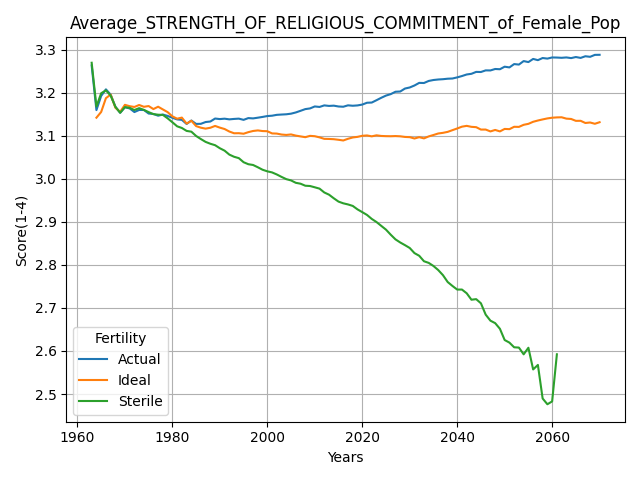 Average_STRENGTH_OF_RELIGIOUS_COMMITMENT_of_Female_Pop
3.3
3.2
3.1
3.0
2.9
2.8
2.7
2.6
2.5
Score(1-4)
Fertility
Actual
Ideal
Sterile
1960 1980 2000 2020 2040 2060
Years